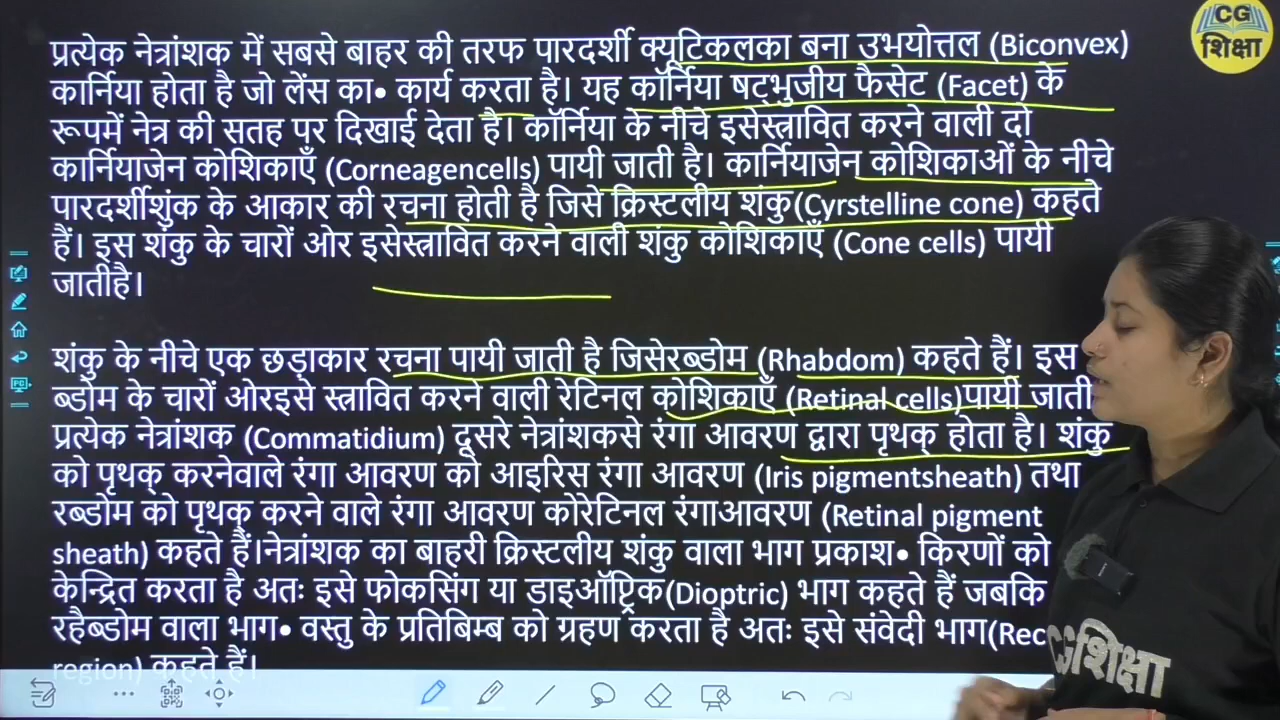 CG
शिक्षा
प्रत्येक नेत्रांशक में सबसे बाहर की तरफ पारदर्शी क्यूटिकलका बना उभयोत्तल (Biconvex)
कार्निया होता है जो लेंस का• कार्य करता है। यह कॉर्निया षट्भुजीय फैसेट (Facet) के
रूपमें नेत्र की सतह पर दिखाई देता है। कॉर्निया के नीचे इसेस्त्रावित करने वाली दो
कार्नियाजेन कोशिकाएँ (Corneagencells) पायी जाती है। कार्नियाजेन कोशिकाओं के नीचे
पारदर्शीशुंक के आकार की रचना होती है जिसे क्रिस्टलीय शंकु(Cyrstelline cone) कहते
हैं। इस शंकु के चारों ओर इसेस्त्रावित करने वाली शंकु कोशिकाएँ (Cone cells) पायी
जातीहै।
शंकु के नीचे एक छड़ाकार रचना पायी जाती है जिसेरब्डोम (Rhabdom) कहते हैं। इस
ब्डोम के चारों ओरइसे स्त्रावित करने वाली रेटिनल कोशिकाएँ (Retinal cells)पायी जाती
प्रत्येक नेत्रांशक (Commatidium) दूसरे नेत्रांशकसे रंगा आवरण द्वारा पृथक् होता है। शंकु
को पृथक् करनेवाले रंगा आवरण को आइरिस रंगा आवरण (Iris pigmentsheath) तथा
रब्डोम को पृथक् करने वाले रंगा आवरण कोरेटिनल रंगाआवरण (Retinal pigment
sheath) कहते हैं।नेत्रांशक का बाहरी क्रिस्टलीय शंकु वाला भाग प्रकाश• किरणों को
केन्द्रित करता है अतः इसे फोकसिंग या डाइऑप्ट्रिक(Dioptric) भाग कहते हैं जबकि
रहैब्डोम वाला भाग• वस्तु के प्रतिबिम्ब को ग्रहण करता है अतः इसे संवेदी भाग(Rec
region) कहते हैं।
CGशिक्षा